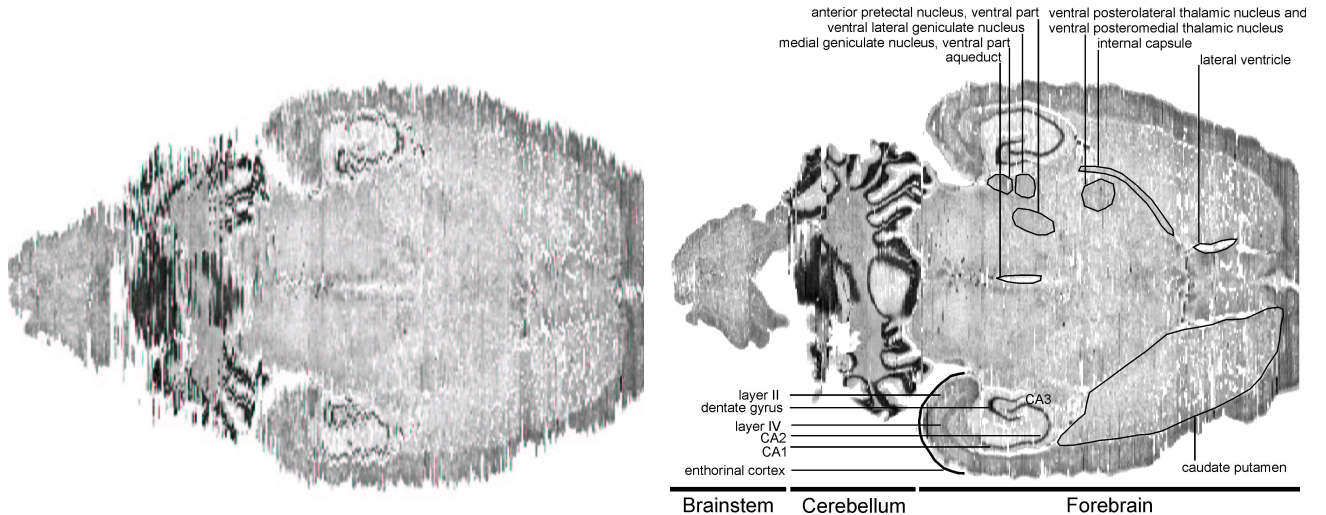 anterior pretectal nucleus, ventral part
ventral posterolateral thalamic nucleus and
ventral lateral geniculate nucleus
ventral posteromedial thalamic nucleus
medial geniculate nucleus, ventral part
internal capsule
aqueduct
lateral ventricle
layer II
CA3
dentate gyrus
layer IV
CA2
CA1
enthorinal cortex
caudate putamen
Brainstem
Cerebellum
Forebrain